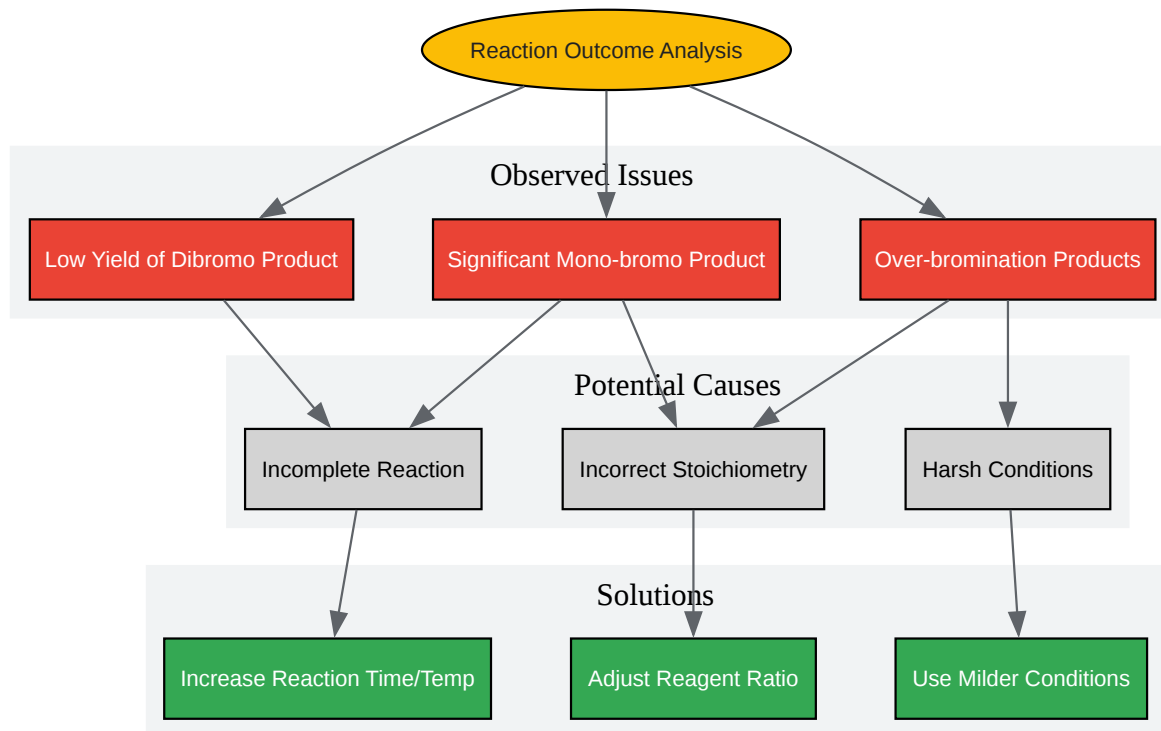 Reaction Outcome Analysis
Observed Issues
Low Yield of Dibromo Product
Significant Mono-bromo Product
Over-bromination Products
Potential Causes
Incomplete Reaction
Incorrect Stoichiometry
Harsh Conditions
Solutions
Increase Reaction Time/Temp
Adjust Reagent Ratio
Use Milder Conditions